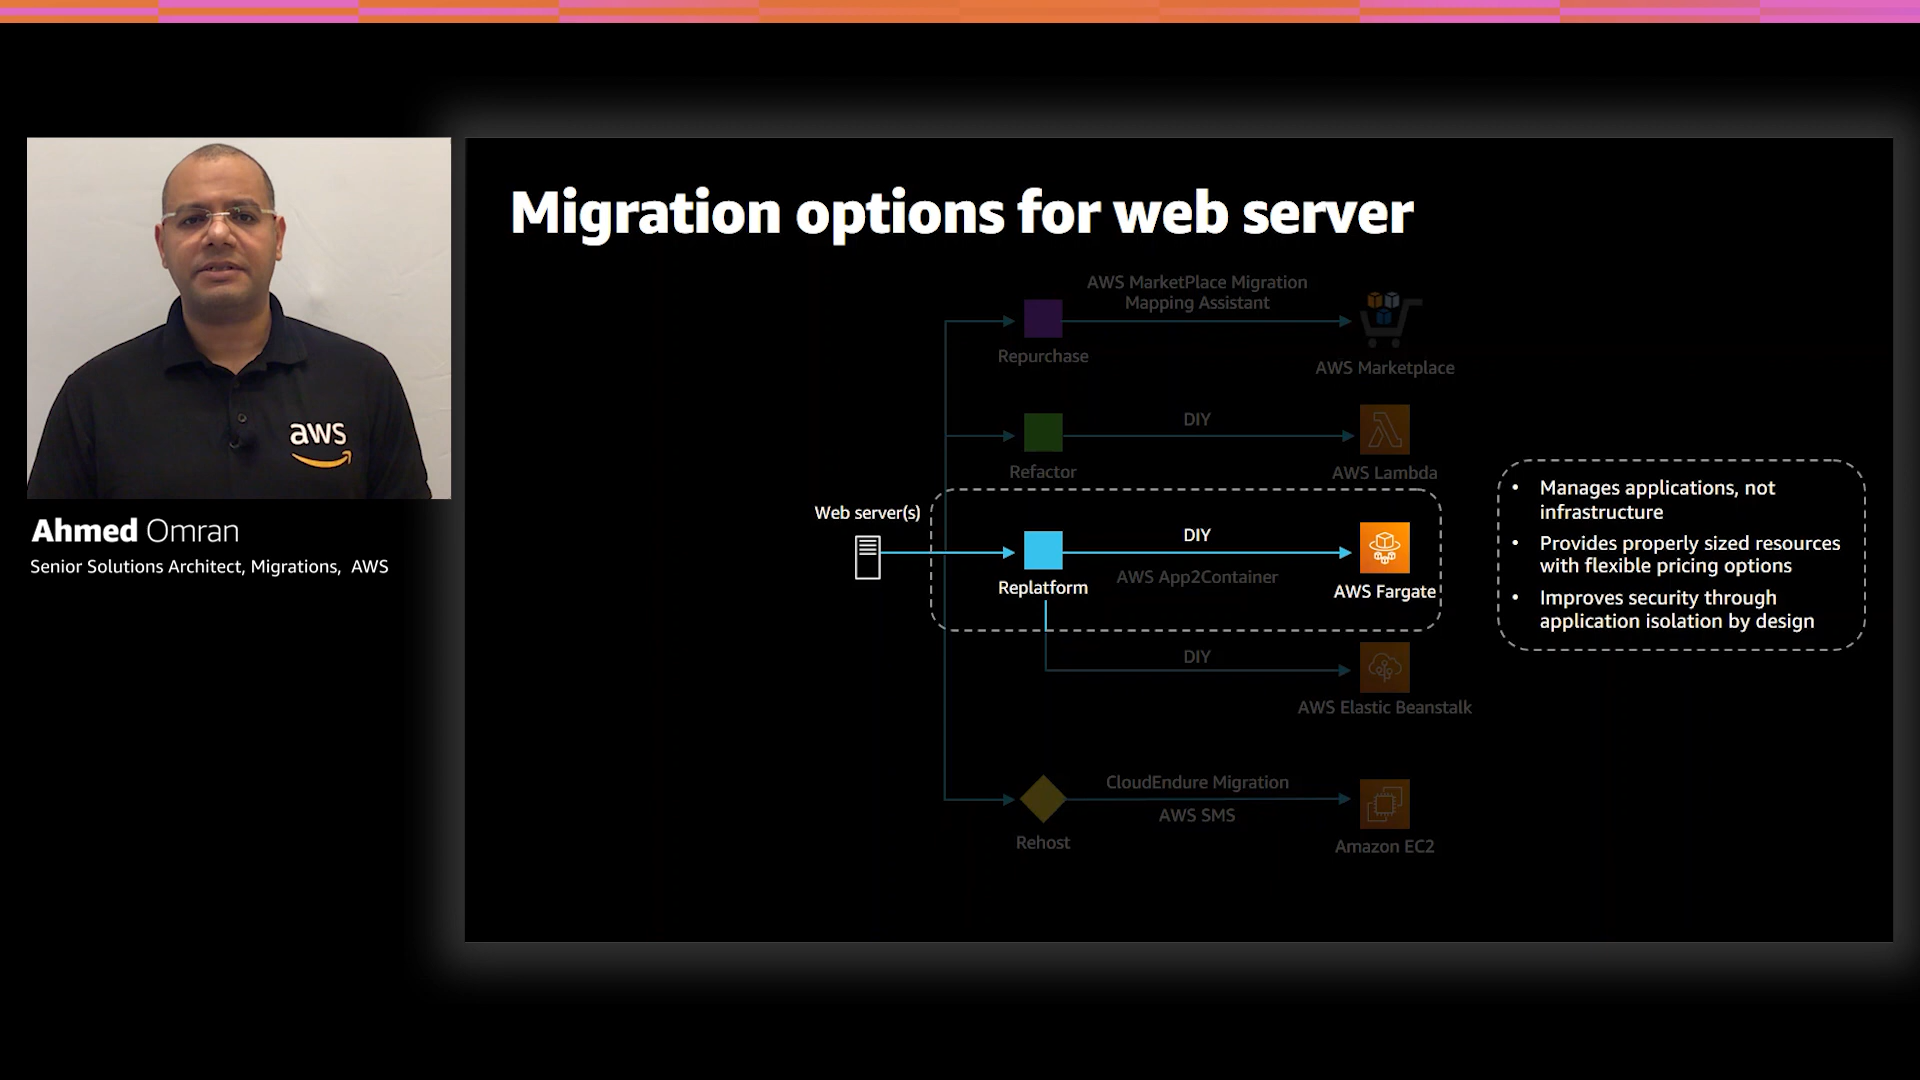 Migration options for web server
aws
Ahmed Omran
Senior Solutions Architect, Migrations, AWS
AWS MarketPlace Migration
Mapping Assistant
Repurchase
AWS Marketplace
DIY
Refactor
AWS Lambda
Web server(s)
DIY
AWS App2Container
Replatform
AWS Fargate
DIY
AWS Elastic Beanstalk
CloudEndure Migration
AWS SMS
Rehost
Amazon EC2
• Manages applications, not
infrastructure
• Provides properly sized resources
with flexible pricing options
• Improves security through
application isolation by design